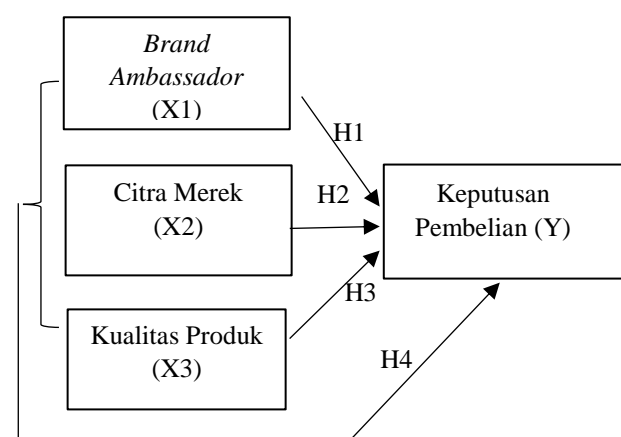 Brand
Ambassador
(X1)
H1
Citra Merek
(X2)
H2
Keputusan
Pembelian (Y)
H3
Kualitas Produk
(X3)
H4